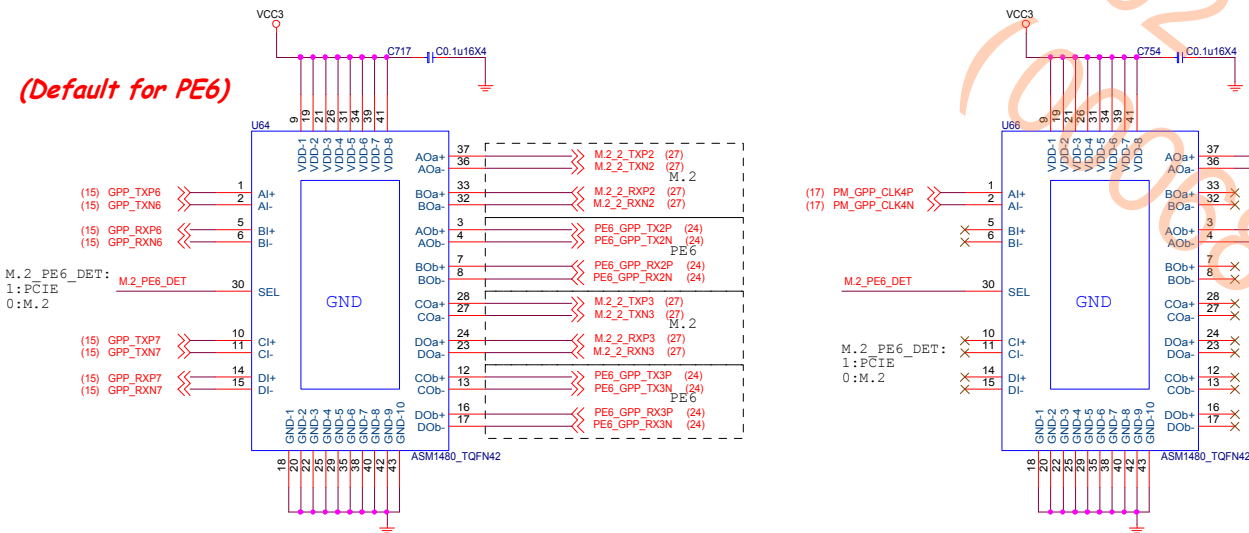 VCC3
C717
C0.1u16X4
(Default for PE6)
9 19 21 26 31 34 39 41
U64
VDD-1 VDD-2 VDD-3 VDD-4 VDD-5 VDD-6 VDD-7 VDD-8
AOa+ 37 M.2_2_TXP2 (27)
AOa- 36 M.2_2_TXN2 (27)
M.2
(15) GPP_TXP6 1 AI+
(15) GPP_TXN6 2 AI-
BOa+ 33 M.2_2_RXP2 (27)
BOa- 32 M.2_2_RXN2 (27)
(15) GPP_RXP6 5 BI+
(15) GPP_RXN6 6 BI-
AOb+ 3 PE6_GPP_TX2P (24)
AOb- 4 PE6_GPP_TX2N (24)
PE6
BOb+ 7 PE6_GPP_RX2P (24)
BOb- 8 PE6_GPP_RX2N (24)
M.2_PE6_DET:
1:PCIE
0:M.2
M.2_PE6_DET 30 SEL
GND
COa+ 28 M.2_2_TXP3 (27)
COa- 27 M.2_2_TXN3 (27)
M.2
(15) GPP_TXP7 10 CI+
(15) GPP_TXN7 11 CI-
DOa+ 24 M.2_2_RXP3 (27)
DOa- 23 M.2_2_RXN3 (27)
(15) GPP_RXP7 14 DI+
(15) GPP_RXN7 15 DI-
COb+ 12 PE6_GPP_TX3P (24)
COb- 13 PE6_GPP_TX3N (24)
PE6
DOb+ 16 PE6_GPP_RX3P (24)
DOb- 17 PE6_GPP_RX3N (24)
GND-1 GND-2 GND-3 GND-4 GND-5 GND-6 GND-7 GND-8 GND-9 GND-10
ASM1480_TQFN42
18 20 22 25 29 35 38 40 42 43
VCC3
C754
C0.1u16X4
9 19 21 26 31 34 39 41
U66
VDD-1 VDD-2 VDD-3 VDD-4 VDD-5 VDD-6 VDD-7 VDD-8
AOa+ 37
AOa- 36
(17) PM_GPP_CLK4P 1 AI+
(17) PM_GPP_CLK4N 2 AI-
BOa+ 33
BOa- 32
5 BI+
6 BI-
AOb+ 3
AOb- 4
BOb+ 7
BOb- 8
M.2_PE6_DET 30 SEL
GND
COa+ 28
COa- 27
M.2_PE6_DET:
1:PCIE
0:M.2
10 CI+
11 CI-
DOa+ 24
DOa- 23
14 DI+
15 DI-
COb+ 12
COb- 13
DOb+ 16
DOb- 17
GND-1 GND-2 GND-3 GND-4 GND-5 GND-6 GND-7 GND-8 GND-9 GND-10
ASM1480_TQFN42
18 20 22 25 29 35 38 40 42 43